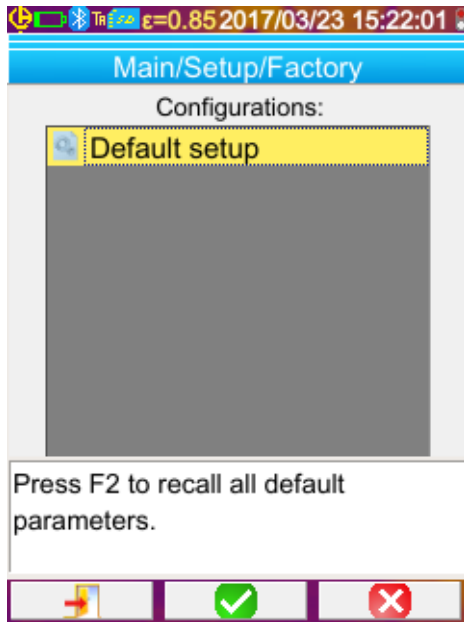 ε=0.85 2017/03/23 15:22:01
Main/Setup/Factory
Configurations:
Default setup
Press F2 to recall all default
parameters.